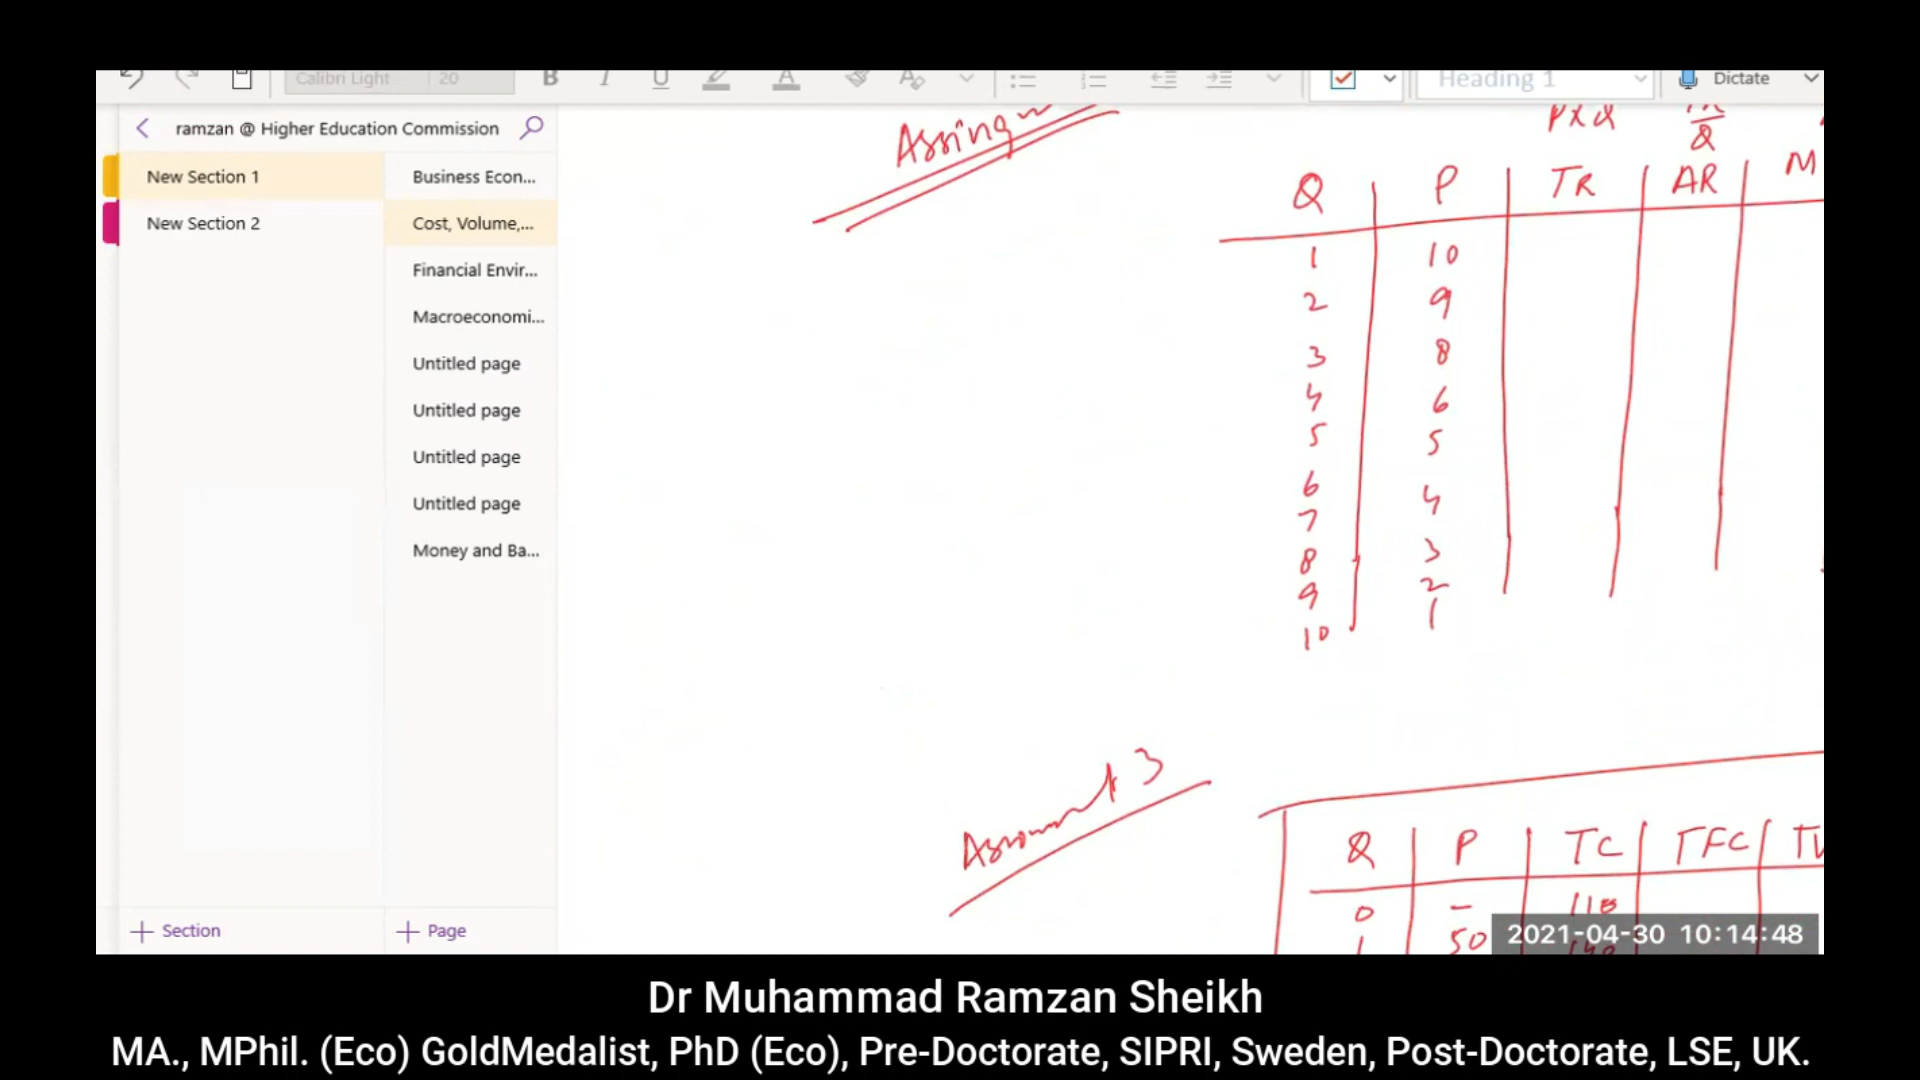 Calibri Light 20 B I U A Heading 1 Dictate
ramzan @ Higher Education Commission
New Section 1
New Section 2
Business Econ...
Cost, Volume,...
Financial Envir...
Macroeconomi...
Untitled page
Untitled page
Untitled page
Untitled page
Money and Ba...
+ Section
+ Page
P x Q
Q
Q P TR AR M
1 10
2 9
3 8
4 6
5 5
6 4
7
8 3
9 2
10 1
3
Q P TC TFC
0 - 110
1 50
2021-04-30 10:14:48
Dr Muhammad Ramzan Sheikh
MA., MPhil. (Eco) GoldMedalist, PhD (Eco), Pre-Doctorate, SIPRI, Sweden, Post-Doctorate, LSE, UK.